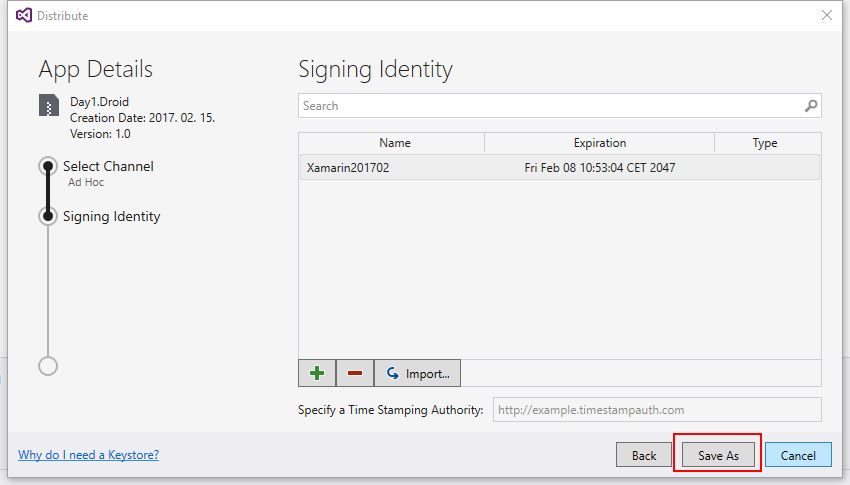 Distribute
App Details
Day1.Droid
Creation Date: 2017. 02. 15.
Version: 1.0
Select Channel
Ad Hoc
Signing Identity
Signing Identity
Search
Name Expiration Type
Xamarin201702 Fri Feb 08 10:53:04 CET 2047
Import...
Specify a Time Stamping Authority: http://example.timestampauth.com
Why do I need a Keystore?
Back Save As Cancel